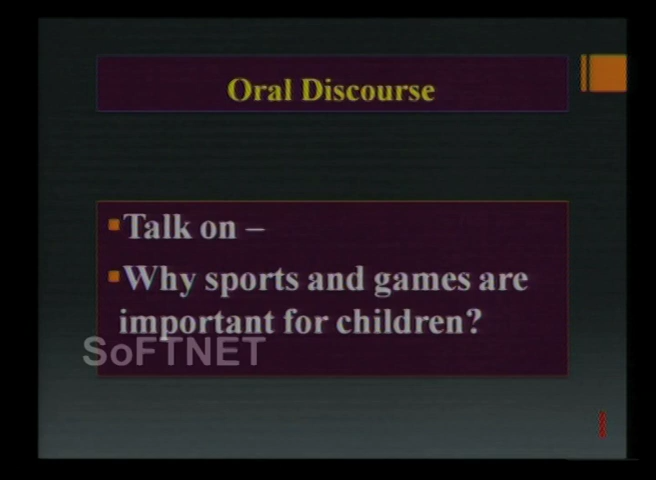 Oral Discourse
Talk on –
Why sports and games are
important for children?
SoFTNET